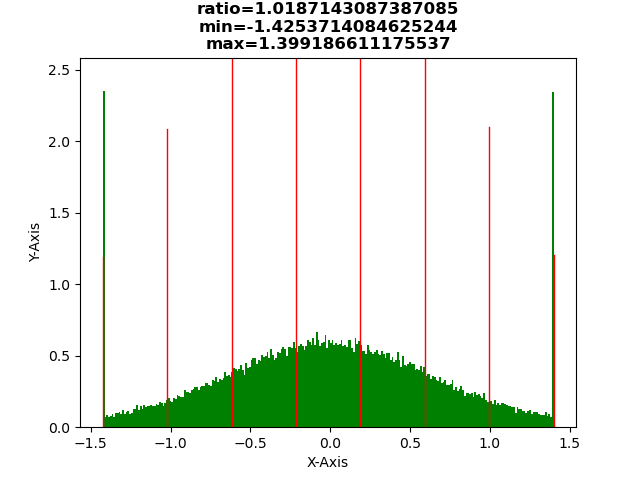 ratio=1.0187143087387085
min=-1.4253714084625244
max=1.399186611175537
2.5
2.0
1.5
1.0
0.5
0.0
Y-Axis
−1.5 −1.0 −0.5 0.0 0.5 1.0 1.5
X-Axis